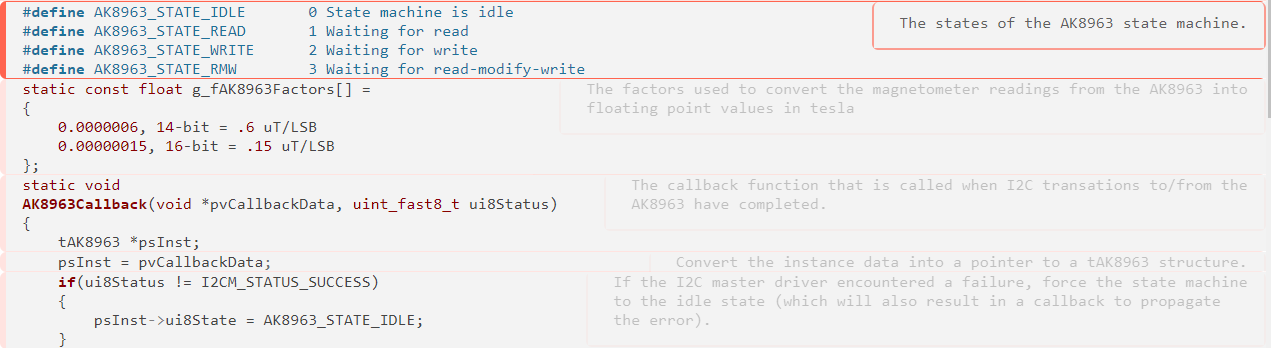 #define AK8963_STATE_IDLE       0 State machine is idle
#define AK8963_STATE_READ       1 Waiting for read
#define AK8963_STATE_WRITE      2 Waiting for write
#define AK8963_STATE_RMW        3 Waiting for read-modify-write
The states of the AK8963 state machine.
static const float g_fAK8963Factors[] =
{
    0.0000006, 14-bit = .6 uT/LSB
    0.00000015, 16-bit = .15 uT/LSB
};
The factors used to convert the magnetometer readings from the AK8963 into
floating point values in tesla
static void
AK8963Callback(void *pvCallbackData, uint_fast8_t ui8Status)
{
    tAK8963 *psInst;
The callback function that is called when I2C transations to/from the
AK8963 have completed.
    psInst = pvCallbackData;
Convert the instance data into a pointer to a tAK8963 structure.
    if(ui8Status != I2CM_STATUS_SUCCESS)
    {
        psInst->ui8State = AK8963_STATE_IDLE;
    }
If the I2C master driver encountered a failure, force the state machine
to the idle state (which will also result in a callback to propagate
the error).